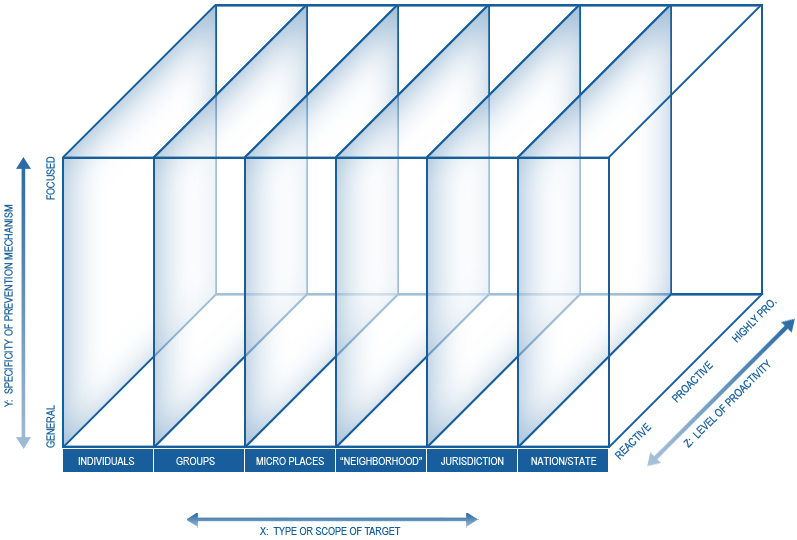 Y: SPECIFICITY OF PREVENTION MECHANISM
FOCUSED
GENERAL
INDIVIDUALS
GROUPS
MICRO PLACES
“NEIGHBORHOOD”
JURISDICTION
NATION/STATE
REACTIVE
PROACTIVE
HIGHLY PRO.
Z: LEVEL OF PROACTIVITY
X: TYPE OR SCOPE OF TARGET